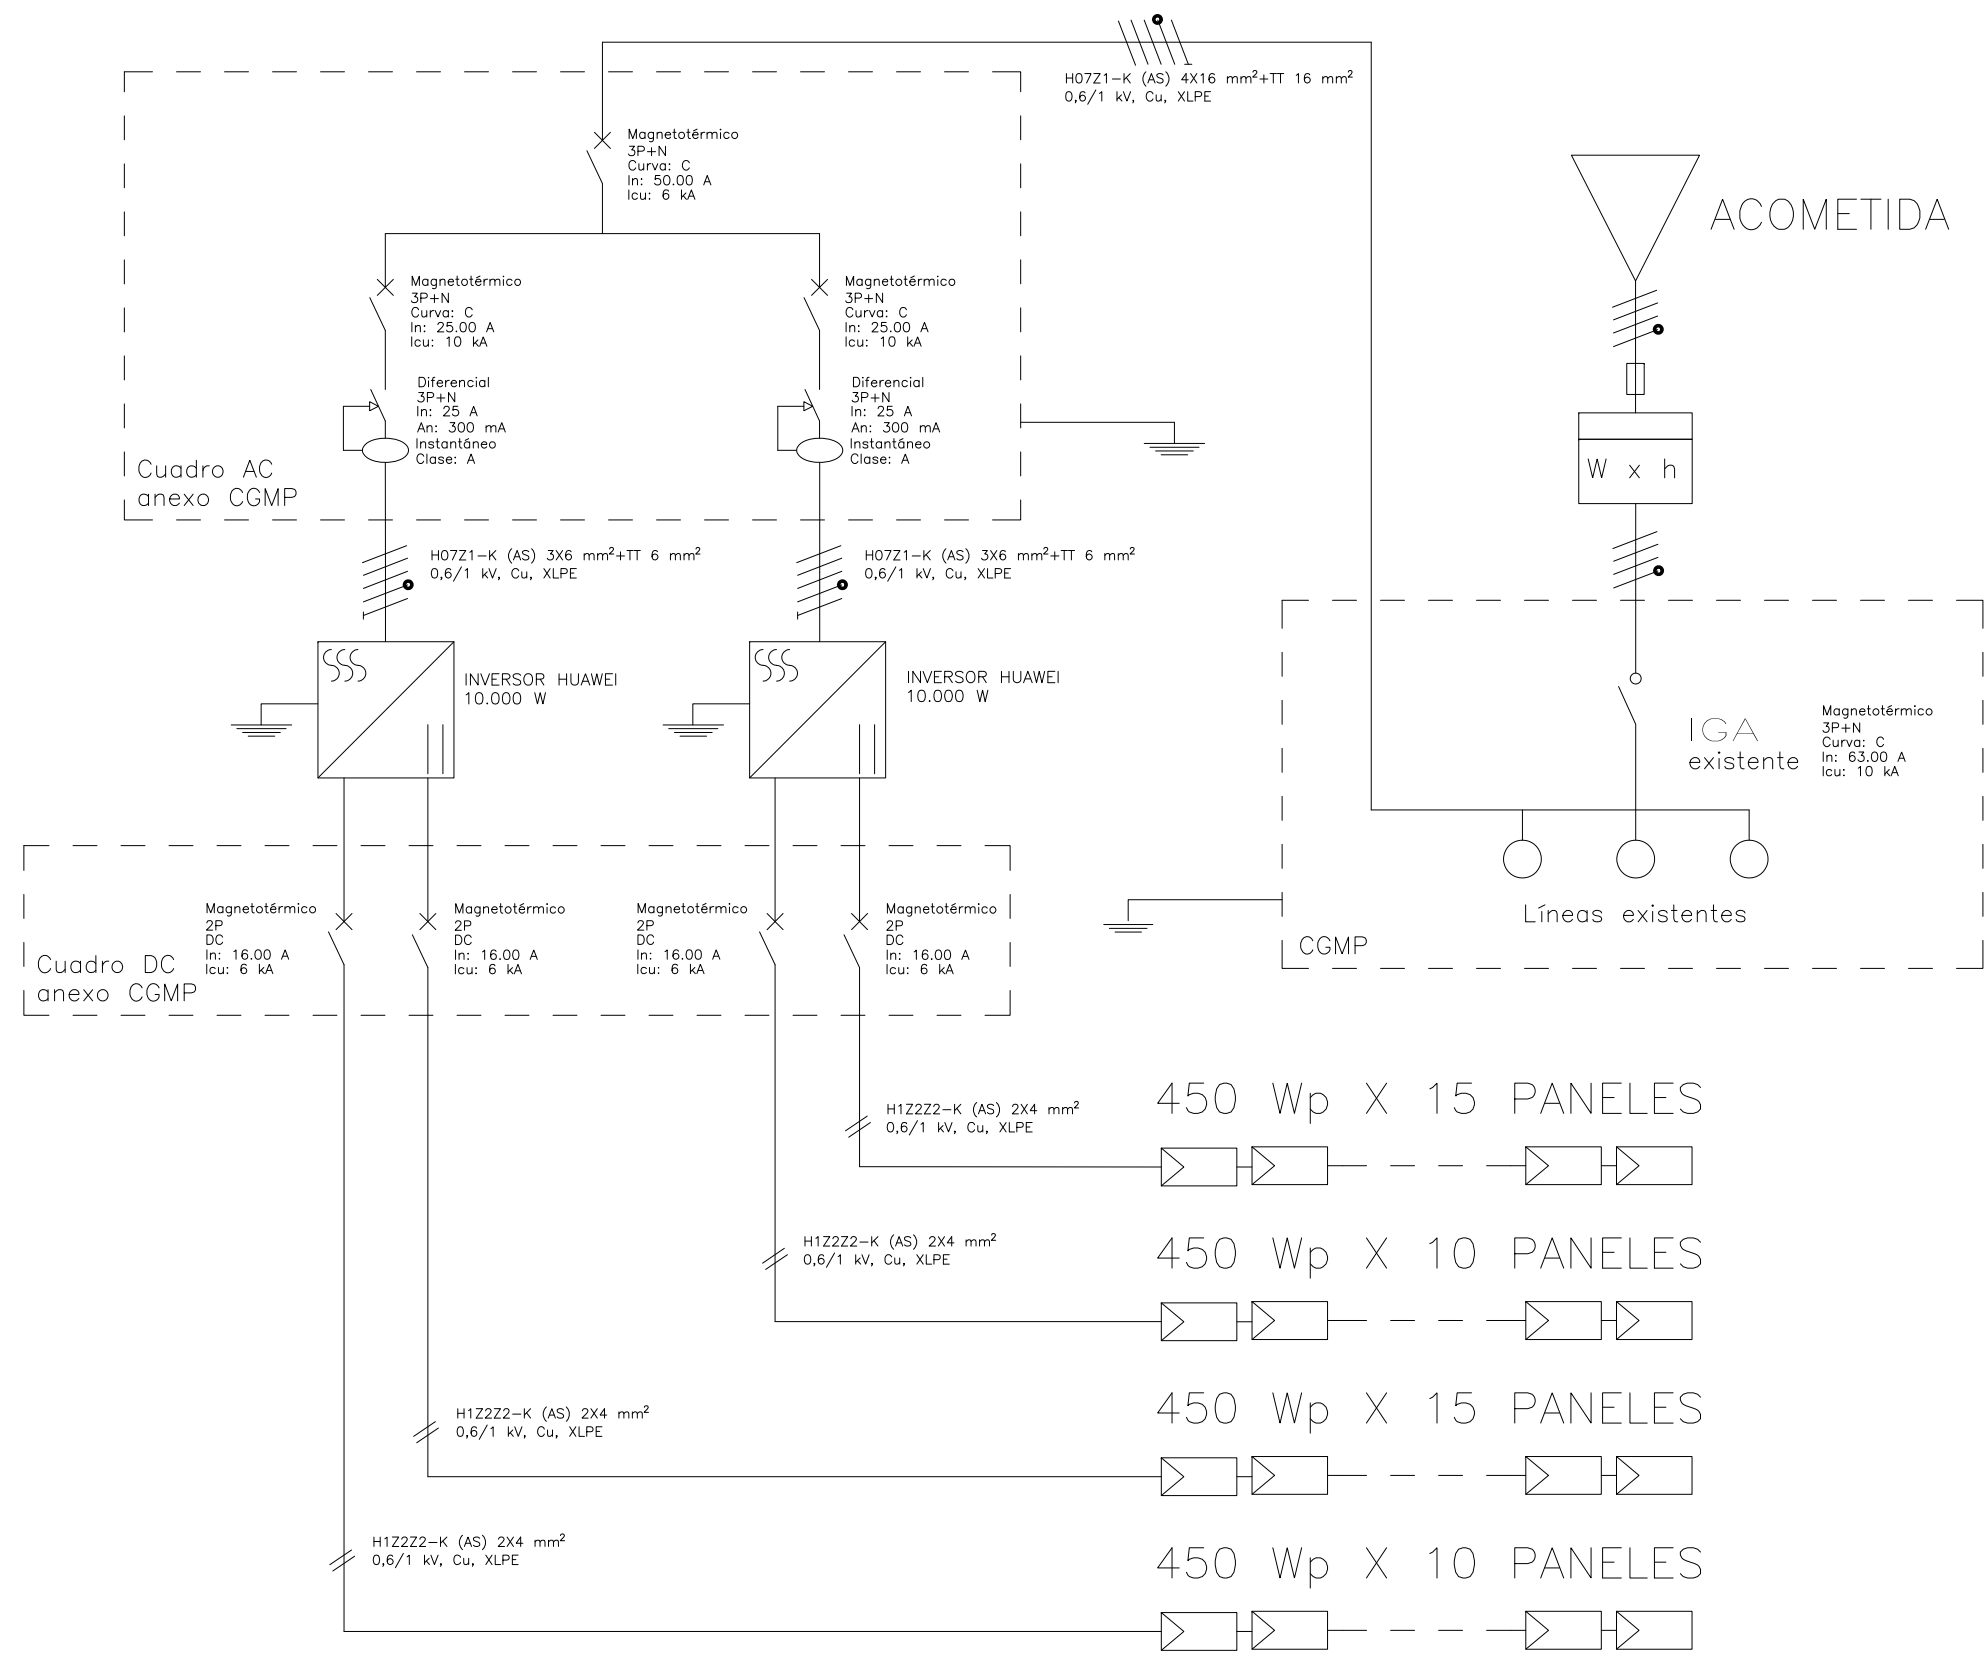 H07Z1-K (AS) 4X16 mm²+TT 16 mm²
0,6/1 kV, Cu, XLPE
Magnetotérmico
3P+N
Curva: C
In: 50.00 A
Icu: 6 kA
ACOMETIDA
Magnetotérmico
3P+N
Curva: C
In: 25.00 A
Icu: 10 kA
Magnetotérmico
3P+N
Curva: C
In: 25.00 A
Icu: 10 kA
Diferencial
3P+N
In: 25 A
An: 300 mA
Instantáneo
Clase: A
Diferencial
3P+N
In: 25 A
An: 300 mA
Instantáneo
Clase: A
Cuadro AC
anexo CGMP
W x h
H07Z1-K (AS) 3X6 mm²+TT 6 mm²
0,6/1 kV, Cu, XLPE
H07Z1-K (AS) 3X6 mm²+TT 6 mm²
0,6/1 kV, Cu, XLPE
INVERSOR HUAWEI
10.000 W
INVERSOR HUAWEI
10.000 W
IGA
existente
Magnetotérmico
3P+N
Curva: C
In: 63.00 A
Icu: 10 kA
Líneas existentes
CGMP
Magnetotérmico
2P
DC
In: 16.00 A
Icu: 6 kA
Magnetotérmico
2P
DC
In: 16.00 A
Icu: 6 kA
Magnetotérmico
2P
DC
In: 16.00 A
Icu: 6 kA
Magnetotérmico
2P
DC
In: 16.00 A
Icu: 6 kA
Cuadro DC
anexo CGMP
450 Wp X 15 PANELES
H1Z2Z2-K (AS) 2X4 mm²
0,6/1 kV, Cu, XLPE
450 Wp X 10 PANELES
H1Z2Z2-K (AS) 2X4 mm²
0,6/1 kV, Cu, XLPE
450 Wp X 15 PANELES
H1Z2Z2-K (AS) 2X4 mm²
0,6/1 kV, Cu, XLPE
450 Wp X 10 PANELES
H1Z2Z2-K (AS) 2X4 mm²
0,6/1 kV, Cu, XLPE